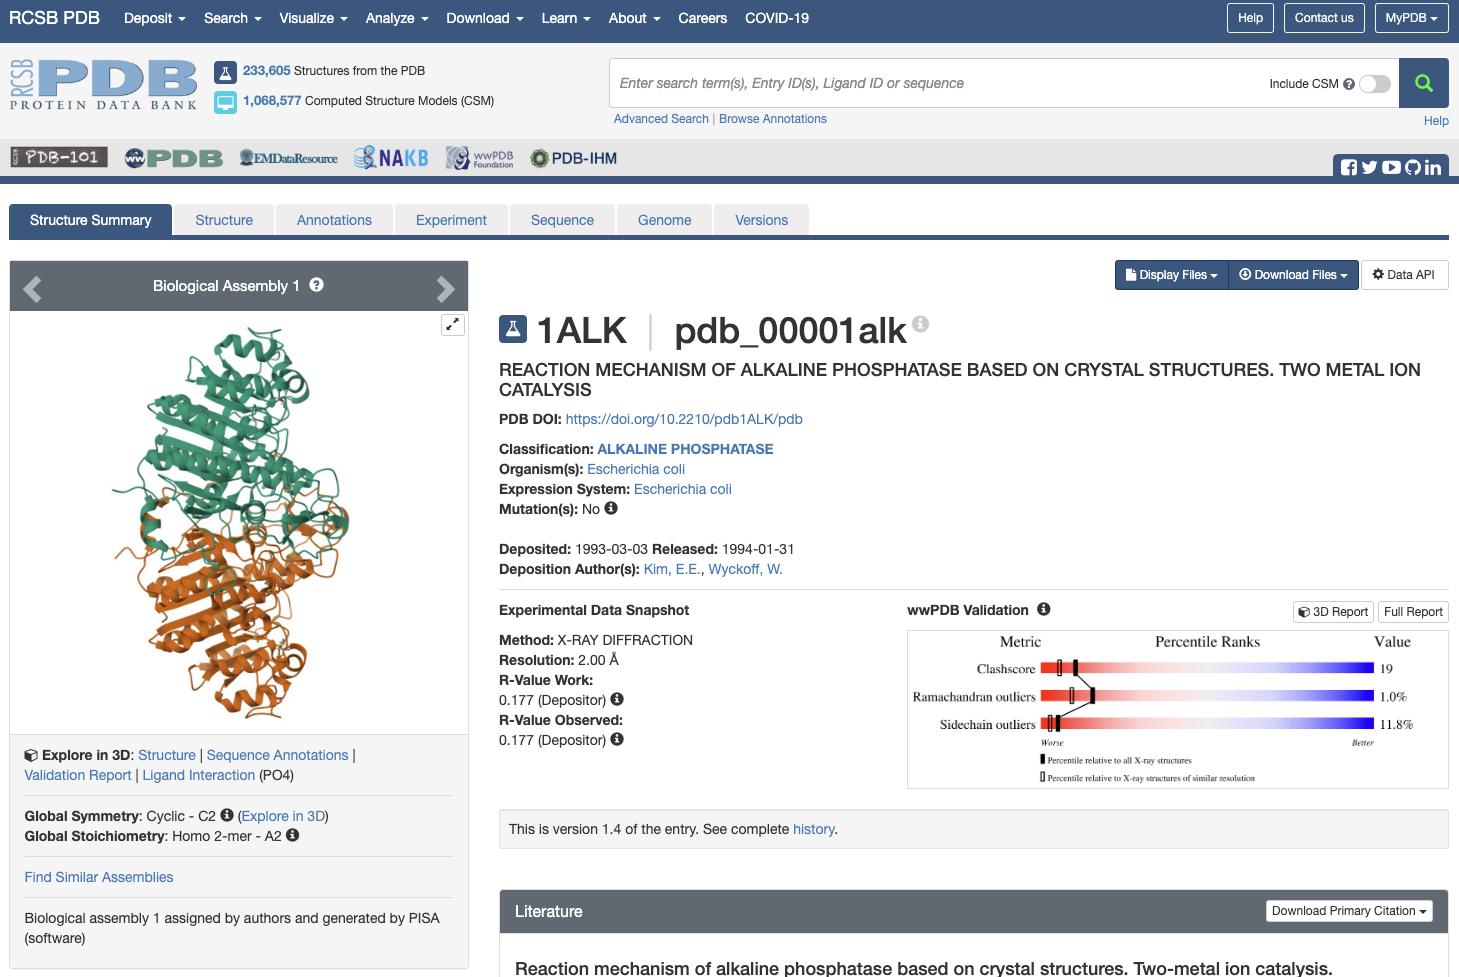 RCSB PDB Deposit Search Visualize Analyze Download Learn About Careers COVID-19 Help Contact us MyPDB
RCSB PDB
PROTEIN DATA BANK
233,605 Structures from the PDB
1,068,577 Computed Structure Models (CSM)
Enter search term(s), Entry ID(s), Ligand ID or sequence
Include CSM
Advanced Search | Browse Annotations
Help
RCSB PDB-101 wwPDB EMDataResource NAKB wwPDB Foundation PDB-IHM
Structure Summary Structure Annotations Experiment Sequence Genome Versions
Biological Assembly 1
Display Files Download Files Data API
1ALK | pdb_00001alk
REACTION MECHANISM OF ALKALINE PHOSPHATASE BASED ON CRYSTAL STRUCTURES. TWO METAL ION
CATALYSIS
PDB DOI: https://doi.org/10.2210/pdb1ALK/pdb
Classification: ALKALINE PHOSPHATASE
Organism(s): Escherichia coli
Expression System: Escherichia coli
Mutation(s): No
Deposited: 1993-03-03 Released: 1994-01-31
Deposition Author(s): Kim, E.E., Wyckoff, W.
Experimental Data Snapshot
Method: X-RAY DIFFRACTION
Resolution: 2.00 Å
R-Value Work:
0.177 (Depositor)
R-Value Observed:
0.177 (Depositor)
wwPDB Validation
3D Report Full Report
Metric Percentile Ranks Value
Clashscore 19
Ramachandran outliers 1.0%
Sidechain outliers 11.8%
Worse Better
Percentile relative to all X-ray structures
Percentile relative to X-ray structures of similar resolution
Explore in 3D: Structure | Sequence Annotations |
Validation Report | Ligand Interaction (PO4)
Global Symmetry: Cyclic - C2 (Explore in 3D)
Global Stoichiometry: Homo 2-mer - A2
Find Similar Assemblies
Biological assembly 1 assigned by authors and generated by PISA
(software)
This is version 1.4 of the entry. See complete history.
Literature
Download Primary Citation
Reaction mechanism of alkaline phosphatase based on crystal structures. Two-metal ion catalysis.